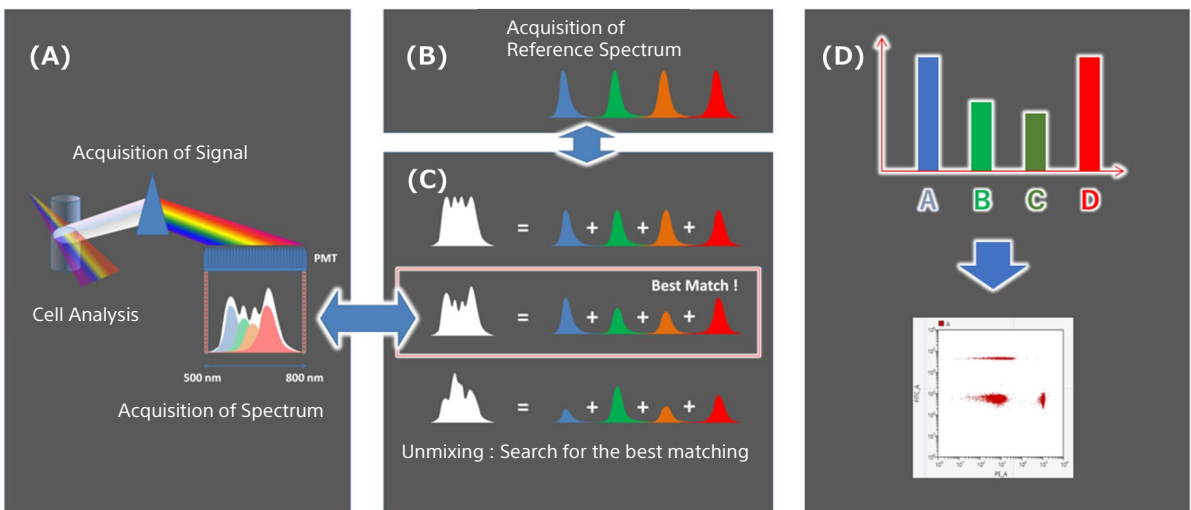 (A)
Acquisition of Signal
PMT
Cell Analysis
500 nm
800 nm
Acquisition of Spectrum
(B)
Acquisition of
Reference Spectrum
(C)
= + + +
Best Match !
= + + +
= + + +
Unmixing : Search for the best matching
(D)
A B C D
A
FITC_A
PE_A